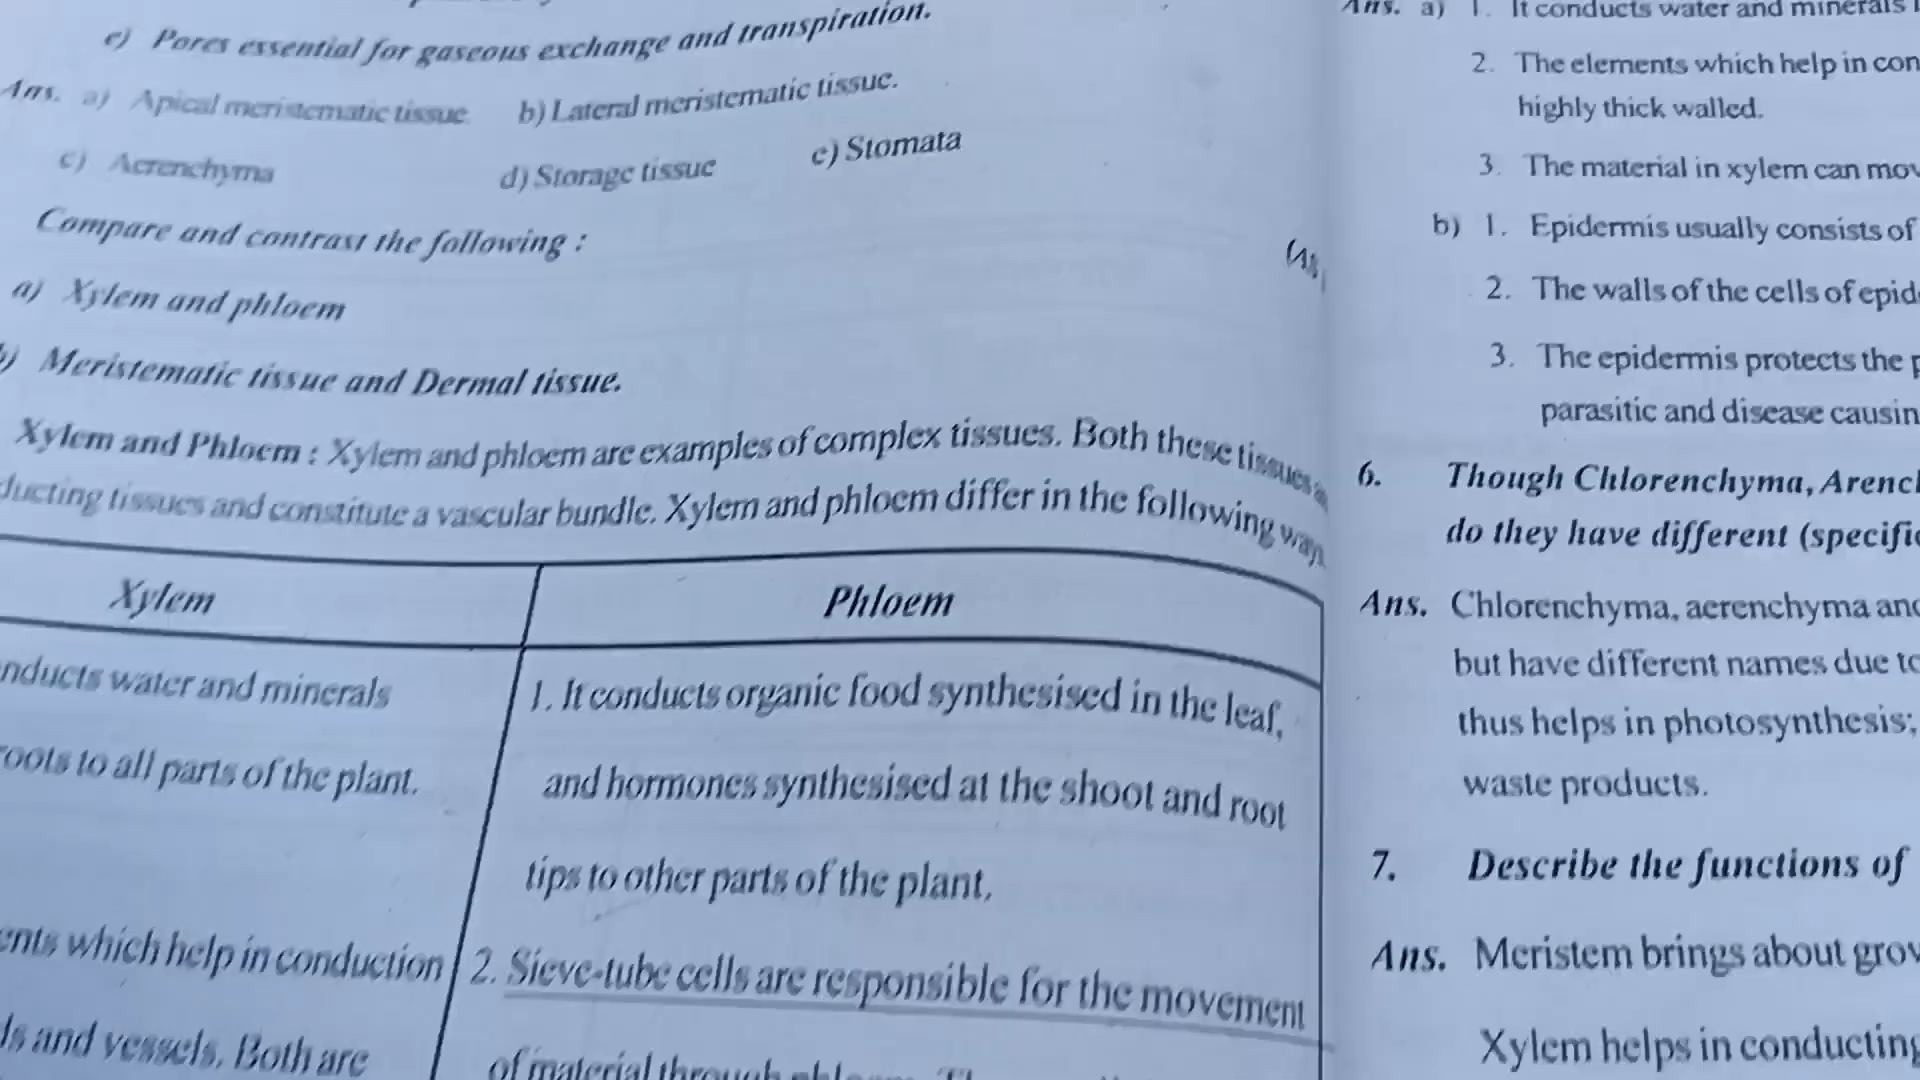 e) Pores essential for gaseous exchange and transpiration.
Ans. a) Apical meristematic tissue. b) Lateral meristematic tissue.
c) Aerenchyma d) Storage tissue e) Stomata
Compare and contrast the following :
a) Xylem and phloem
b) Meristematic tissue and Dermal tissue.
Xylem and Phloem : Xylem and phloem are examples of complex tissues. Both these tissues
ducting tissues and constitute a vascular bundle. Xylem and phloem differ in the following ways
Xylem Phloem
nducts water and minerals
oots to all parts of the plant.
ents which help in conduction
ls and vessels. Both are
1. It conducts organic food synthesised in the leaf,
and hormones synthesised at the shoot and root
tips to other parts of the plant.
2. Sieve-tube cells are responsible for the movement
of material through
Ans. a) 1. It conducts water and minerals
2. The elements which help in con
highly thick walled.
3. The material in xylem can mov
b) 1. Epidermis usually consists of
2. The walls of the cells of epid
3. The epidermis protects the p
parasitic and disease causin
6. Though Chlorenchyma, Arenc
do they have different (specific
Ans. Chlorenchyma, aerenchyma and
but have different names due to
thus helps in photosynthesis;
waste products.
7. Describe the functions of
Ans. Meristem brings about grow
Xylem helps in conducting